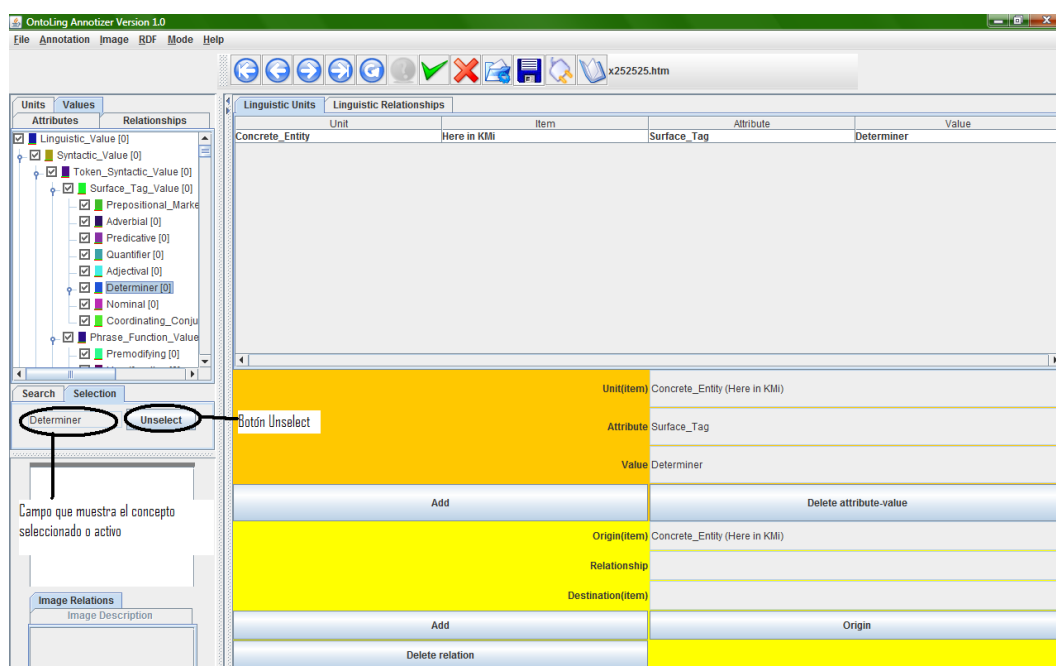 OntoLing Annotizer Version 1.0
File Annotation Image RDF Mode Help
x252525.htm
Units Values
Attributes Relationships
Linguistic_Value [0]
Syntactic_Value [0]
Token_Syntactic_Value [0]
Surface_Tag_Value [0]
Prepositional_Marke
Adverbial [0]
Predicative [0]
Quantifier [0]
Adjectival [0]
Determiner [0]
Nominal [0]
Coordinating_Conju
Phrase_Function_Value
Premodifying [0]
Search Selection
Determiner Unselect
Botón Unselect
Campo que muestra el concepto
seleccionado o activo
Image Relations
Image Description
Linguistic Units Linguistic Relationships
Unit Item Attribute Value
Concrete_Entity Here in KMi Surface_Tag Determiner
Unit(item) Concrete_Entity (Here in KMi)
Attribute Surface_Tag
Value Determiner
Add Delete attribute-value
Origin(item) Concrete_Entity (Here in KMi)
Relationship
Destination(item)
Add Origin
Delete relation